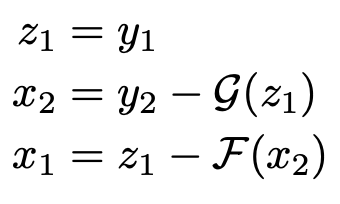 z₁ = y₁
x₂ = y₂ − 𝒢(z₁)
x₁ = z₁ − ℱ(x₂)